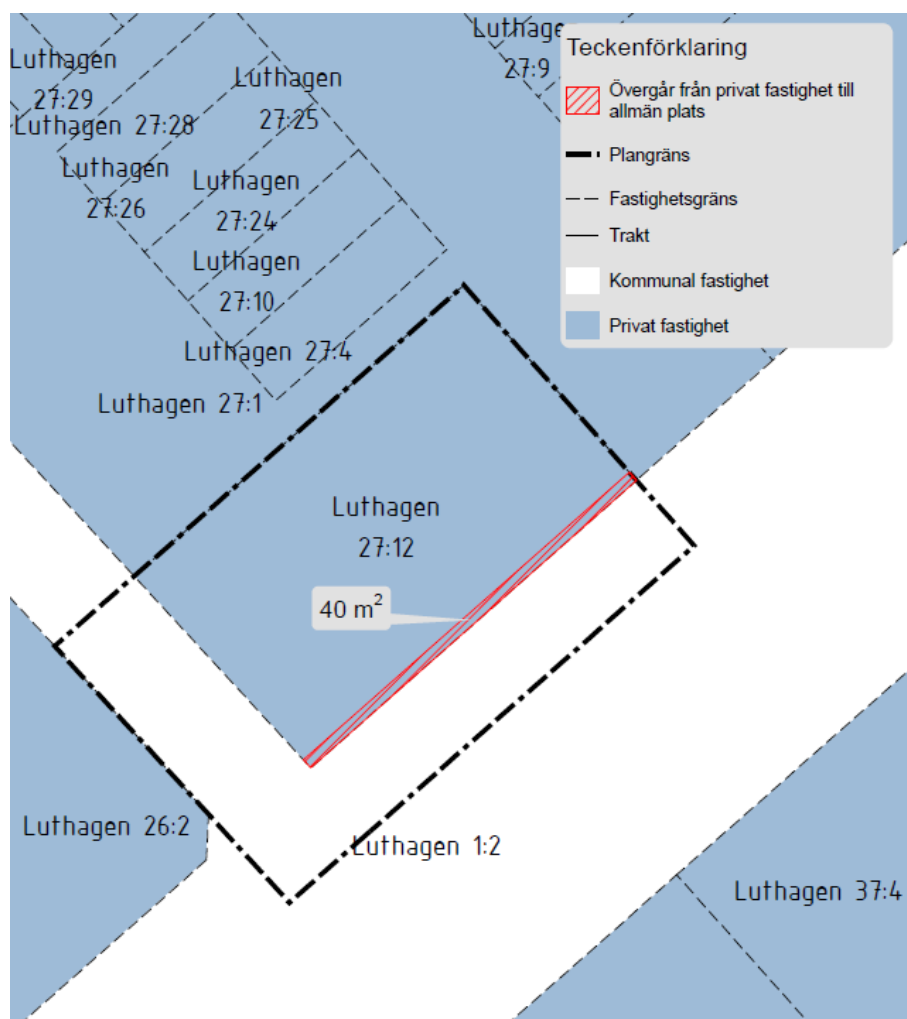 Luthagen
27:29
Luthagen 27:28
Luthagen
27:26
Luthagen
27:25
Luthagen
27:24
Luthagen
27:10
Luthagen 27:4
Luthagen 27:1
Luthage
27:9
Teckenförklaring
Övergår från privat fastighet till
allmän plats
Plangräns
Fastighetsgräns
Trakt
Kommunal fastighet
Privat fastighet
Luthagen
27:12
40 m²
Luthagen 26:2
Luthagen 1:2
Luthagen 37:4